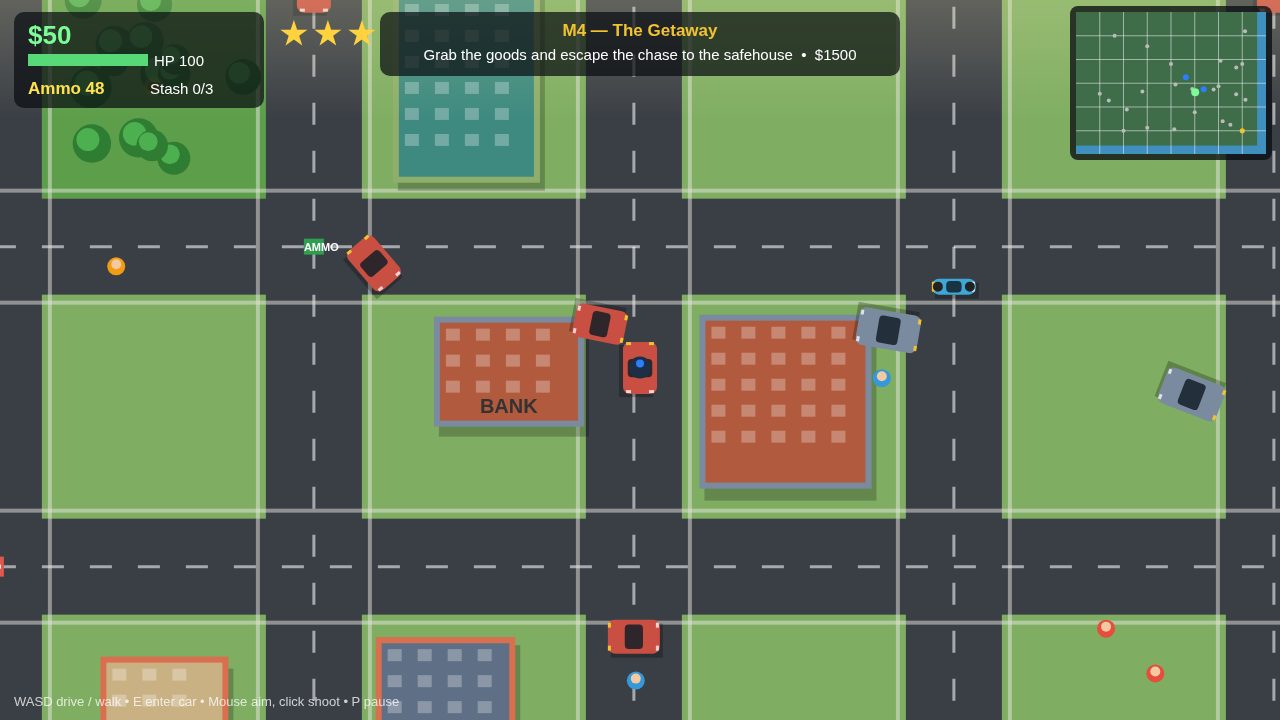 $50
HP 100
Ammo 48
Stash 0/3
M4 — The Getaway
Grab the goods and escape the chase to the safehouse • $1500
AMMO
BANK
WASD drive / walk • E enter car • Mouse aim, click shoot • P pause